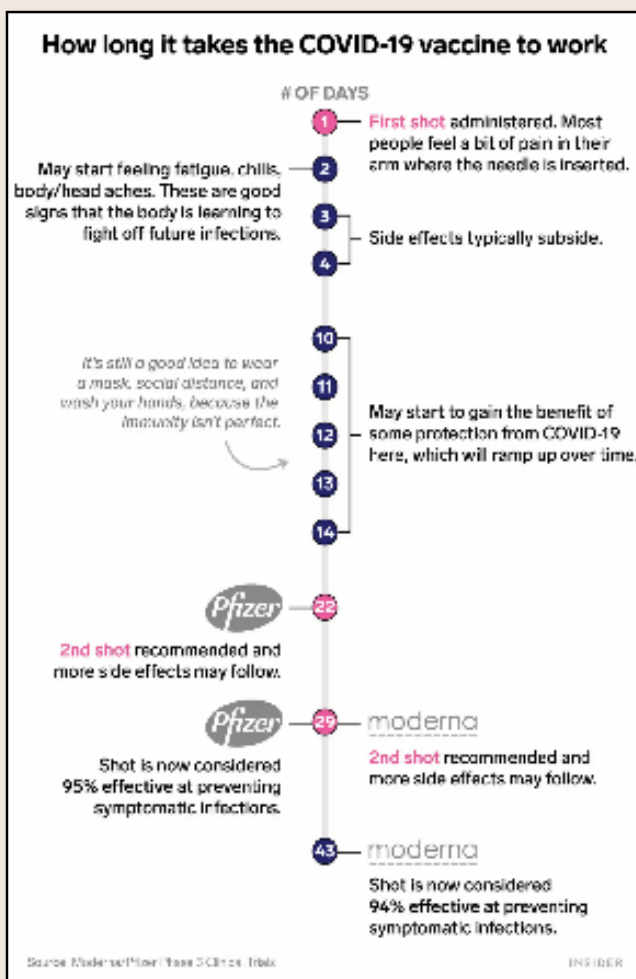 How long it takes the COVID-19 vaccine to work
# OF DAYS
1
First shot administered. Most
people feel a bit of pain in their
arm where the needle is inserted.
May start feeling fatigue, chills,
body/head aches. These are good
signs that the body is learning to
fight off future infections.
2
3
Side effects typically subside.
4
10
It's still a good idea to wear
a mask, social distance, and
wash your hands, because the
immunity isn't perfect.
11
May start to gain the benefit of
some protection from COVID-19
here, which will ramp up over time.
12
13
14
Pfizer
22
2nd shot recommended and
more side effects may follow.
Pfizer
29
moderna
Shot is now considered
95% effective at preventing
symptomatic infections.
2nd shot recommended and
more side effects may follow.
43
moderna
Shot is now considered
94% effective at preventing
symptomatic infections.
Source: Moderna/Pfizer Phase 3 Clinical Trials
INSIDER